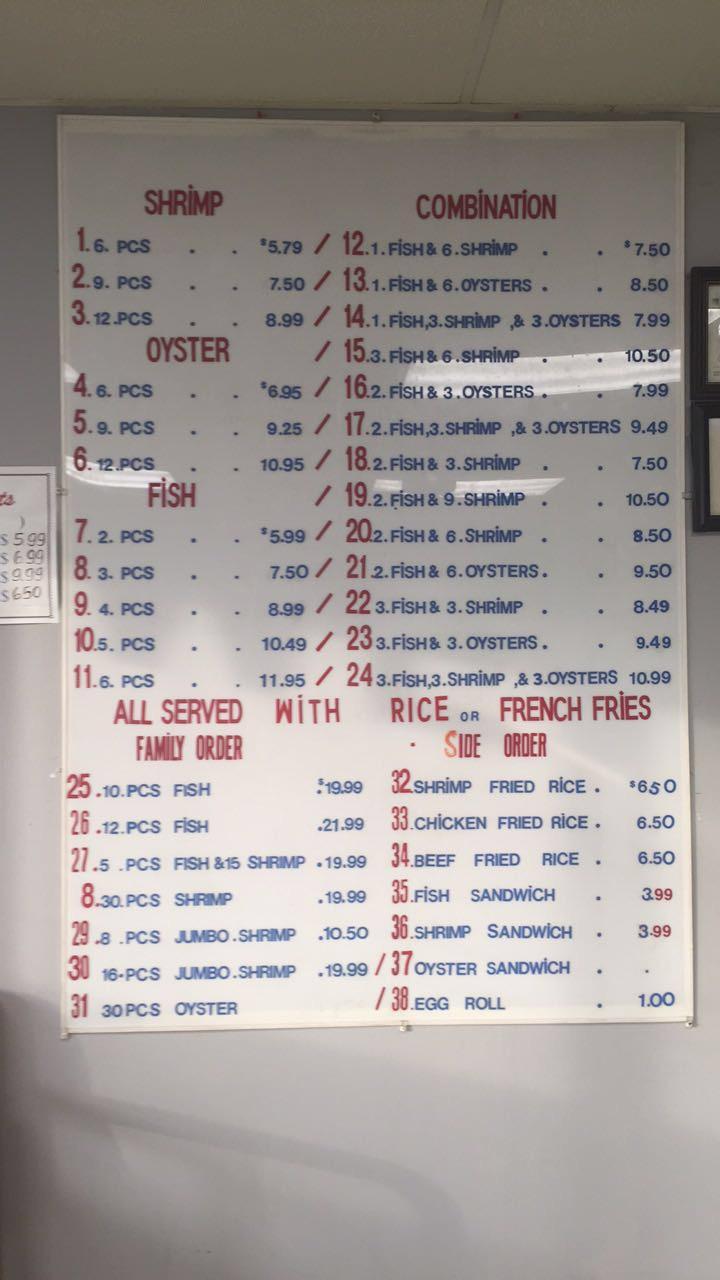 SHRIMP
1. 6. PCS . . $5.79 /
2. 9. PCS . . 7.50 /
3. 12.PCS . . 8.99 /
OYSTER /
4. 6. PCS . . $6.95 /
5. 9. PCS . . 9.25 /
6. 12.PCS . . 10.95 /
FISH /
7. 2. PCS . . $5.99 /
8. 3. PCS . . 7.50 /
9. 4. PCS . . 8.99 /
10. 5. PCS . . 10.49 /
11. 6. PCS . . 11.95 /
COMBINATION
12. 1. FISH & 6. SHRIMP . . $7.50
13. 1. FISH & 6. OYSTERS . . 8.50
14. 1. FISH,3. SHRIMP ,& 3. OYSTERS 7.99
15. 3. FISH & 6. SHRIMP . . 10.50
16. 2. FISH & 3. OYSTERS . . 7.99
17. 2. FISH,3. SHRIMP ,& 3. OYSTERS 9.49
18. 2. FISH & 3. SHRIMP . . 7.50
19. 2. FISH & 9. SHRIMP . . 10.50
20. 2. FISH & 6. SHRIMP . . 8.50
21. 2. FISH & 6. OYSTERS . . 9.50
22 3. FISH & 3. SHRIMP . . 8.49
23 3. FISH & 3. OYSTERS . . 9.49
24 3. FISH,3. SHRIMP ,& 3. OYSTERS 10.99
ALL SERVED WITH RICE OR FRENCH FRIES
FAMILY ORDER
25 .10. PCS FISH .$19.99
26 .12. PCS FISH .21.99
27 .5 .PCS FISH &15 SHRIMP .19.99
8 .30. PCS SHRIMP .19.99
29 .8 .PCS JUMBO.SHRIMP .10.50
30 16.PCS JUMBO.SHRIMP .19.99 /
31 30 PCS OYSTER /
. SIDE ORDER
32. SHRIMP FRIED RICE . $6.50
33. CHICKEN FRIED RICE . 6.50
34. BEEF FRIED RICE . 6.50
35. FISH SANDWICH . 3.99
36. SHRIMP SANDWICH . 3.99
37 OYSTER SANDWICH . .
38. EGG ROLL . 1.00
ts
)
$ 5.99
$ 6.99
$ 9.99
$ 6.50